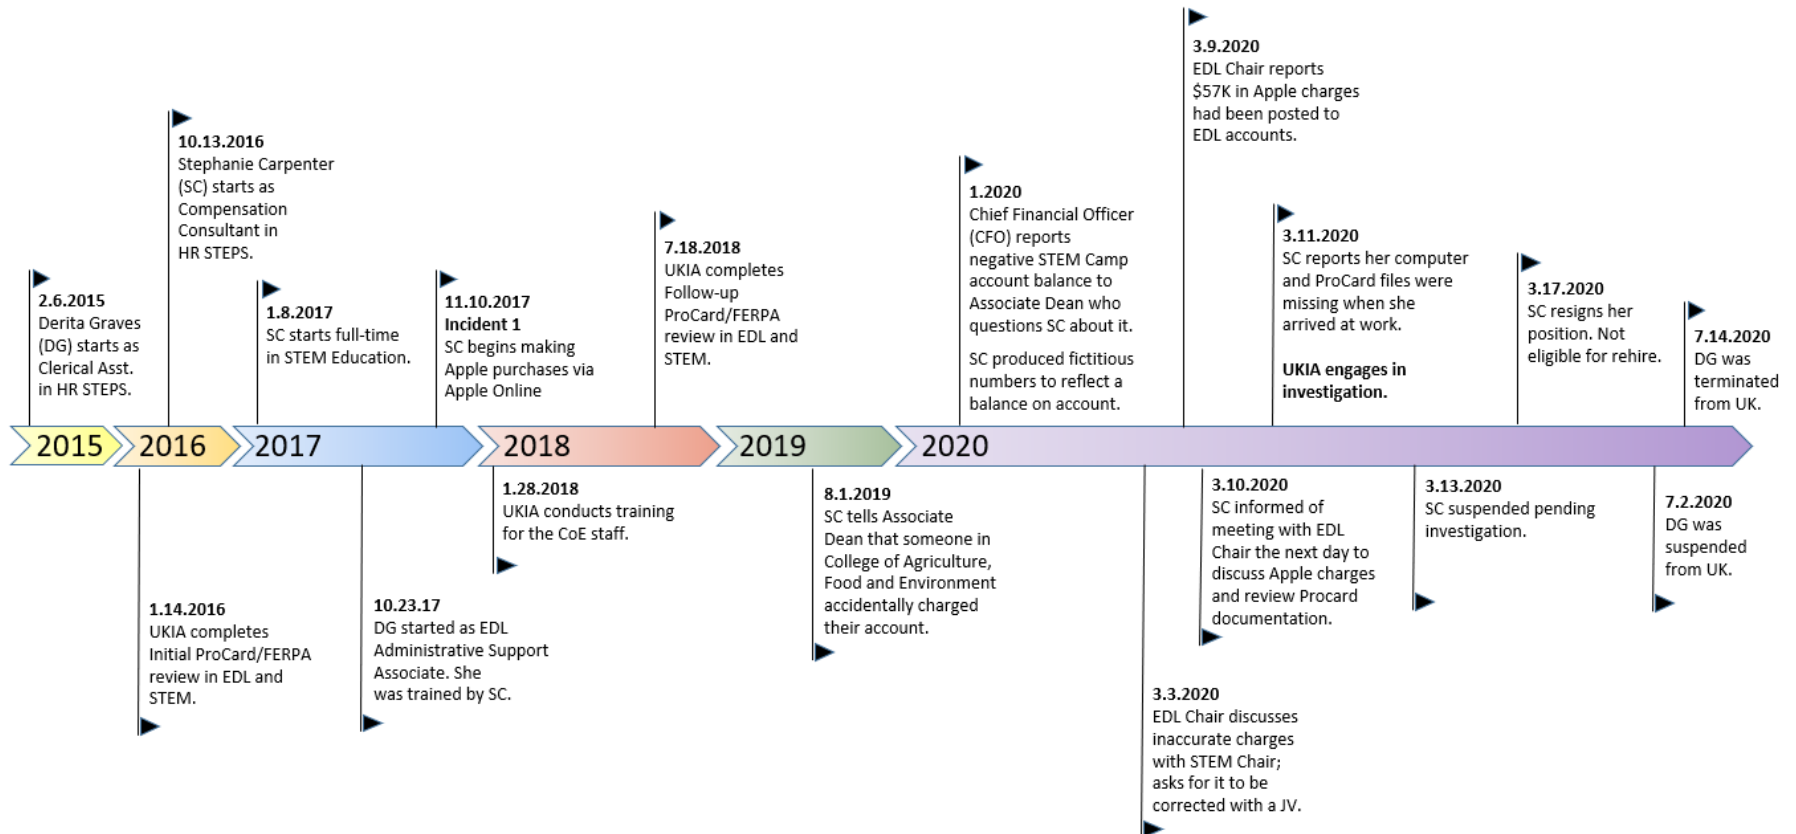 3.9.2020
EDL Chair reports
$57K in Apple charges
had been posted to
EDL accounts.
10.13.2016
Stephanie Carpenter
(SC) starts as
Compensation
Consultant in
HR STEPS.
1.2020
Chief Financial Officer
(CFO) reports
negative STEM Camp
account balance to
Associate Dean who
questions SC about it.
SC produced fictitious
numbers to reflect a
balance on account.
3.11.2020
SC reports her computer
and ProCard files were
missing when she
arrived at work.
UKIA engages in
investigation.
7.18.2018
UKIA completes
Follow-up
ProCard/FERPA
review in EDL and
STEM.
3.17.2020
SC resigns her
position. Not
eligible for rehire.
2.6.2015
Derita Graves
(DG) starts as
Clerical Asst.
in HR STEPS.
1.8.2017
SC starts full-time
in STEM Education.
11.10.2017
Incident 1
SC begins making
Apple purchases via
Apple Online
7.14.2020
DG was
terminated
from UK.
2015
2016
2017
2018
2019
2020
1.28.2018
UKIA conducts training
for the CoE staff.
8.1.2019
SC tells Associate
Dean that someone in
College of Agriculture,
Food and Environment
accidentally charged
their account.
3.10.2020
SC informed of
meeting with EDL
Chair the next day to
discuss Apple charges
and review Procard
documentation.
3.13.2020
SC suspended pending
investigation.
7.2.2020
DG was
suspended
from UK.
1.14.2016
UKIA completes
Initial ProCard/FERPA
review in EDL and
STEM.
10.23.17
DG started as EDL
Administrative Support
Associate. She
was trained by SC.
3.3.2020
EDL Chair discusses
inaccurate charges
with STEM Chair;
asks for it to be
corrected with a JV.